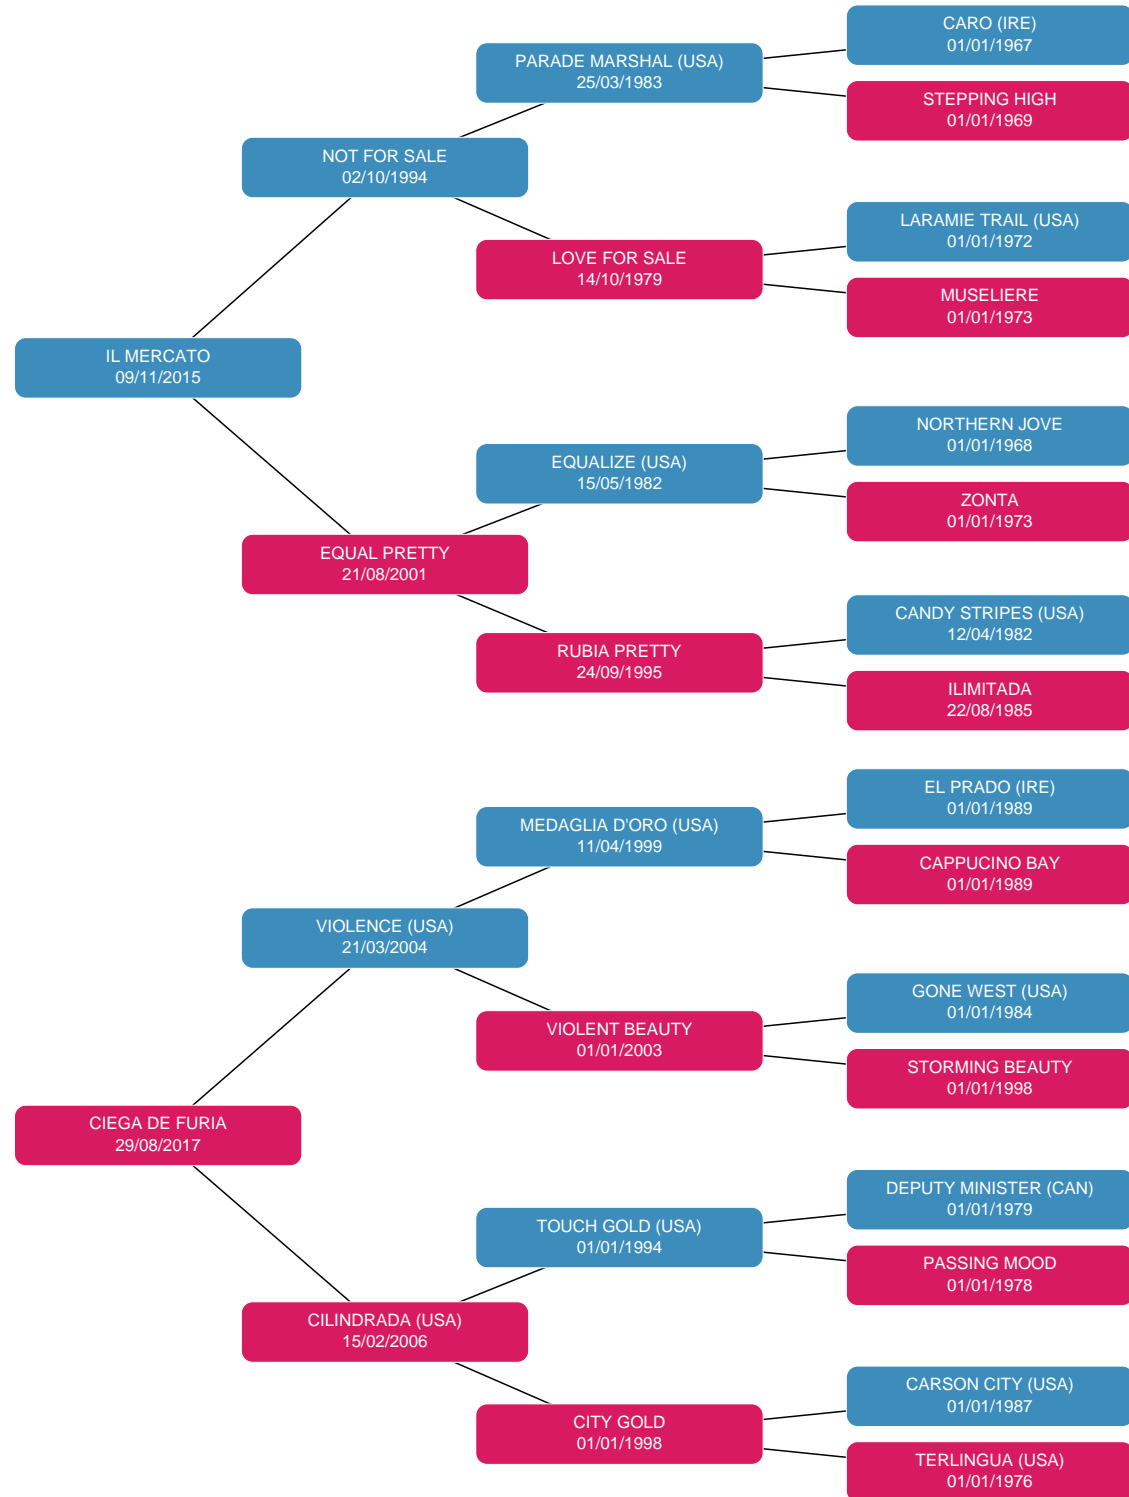 CARO (IRE)
01/01/1967
PARADE MARSHAL (USA)
25/03/1983
STEPPING HIGH
01/01/1969
NOT FOR SALE
02/10/1994
LARAMIE TRAIL (USA)
01/01/1972
LOVE FOR SALE
14/10/1979
MUSELIERE
01/01/1973
IL MERCATO
09/11/2015
NORTHERN JOVE
01/01/1968
EQUALIZE (USA)
15/05/1982
ZONTA
01/01/1973
EQUAL PRETTY
21/08/2001
CANDY STRIPES (USA)
12/04/1982
RUBIA PRETTY
24/09/1995
ILIMITADA
22/08/1985
EL PRADO (IRE)
01/01/1989
MEDAGLIA D'ORO (USA)
11/04/1999
CAPPUCINO BAY
01/01/1989
VIOLENCE (USA)
21/03/2004
GONE WEST (USA)
01/01/1984
VIOLENT BEAUTY
01/01/2003
STORMING BEAUTY
01/01/1998
CIEGA DE FURIA
29/08/2017
DEPUTY MINISTER (CAN)
01/01/1979
TOUCH GOLD (USA)
01/01/1994
PASSING MOOD
01/01/1978
CILINDRADA (USA)
15/02/2006
CARSON CITY (USA)
01/01/1987
CITY GOLD
01/01/1998
TERLINGUA (USA)
01/01/1976